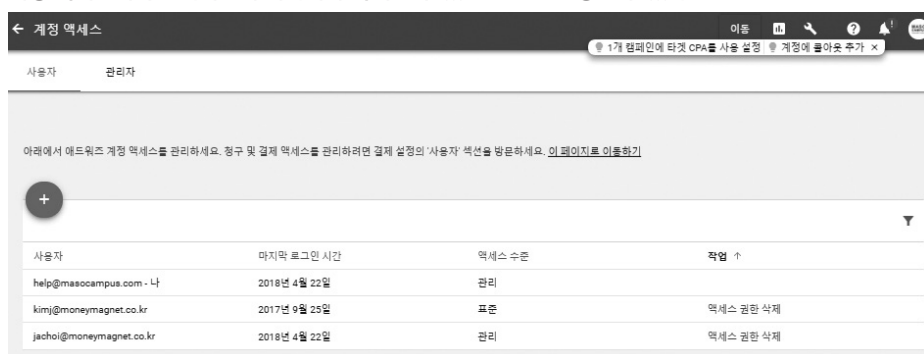 ← 계정 액세스
이동
1개 캠페인에 타겟 CPA를 사용 설정 계정에 콜아웃 추가 ×
사용자 관리자
아래에서 애드워즈 계정 액세스를 관리하세요. 청구 및 결제 액세스를 관리하려면 결제 설정의 '사용자' 섹션을 방문하세요. 이 페이지로 이동하기
+
사용자 마지막 로그인 시간 액세스 수준 작업 ↑
help@masocampus.com - 나 2018년 4월 22일 관리
kimj@moneymagnet.co.kr 2017년 9월 25일 표준 액세스 권한 삭제
jachoi@moneymagnet.co.kr 2018년 4월 22일 관리 액세스 권한 삭제